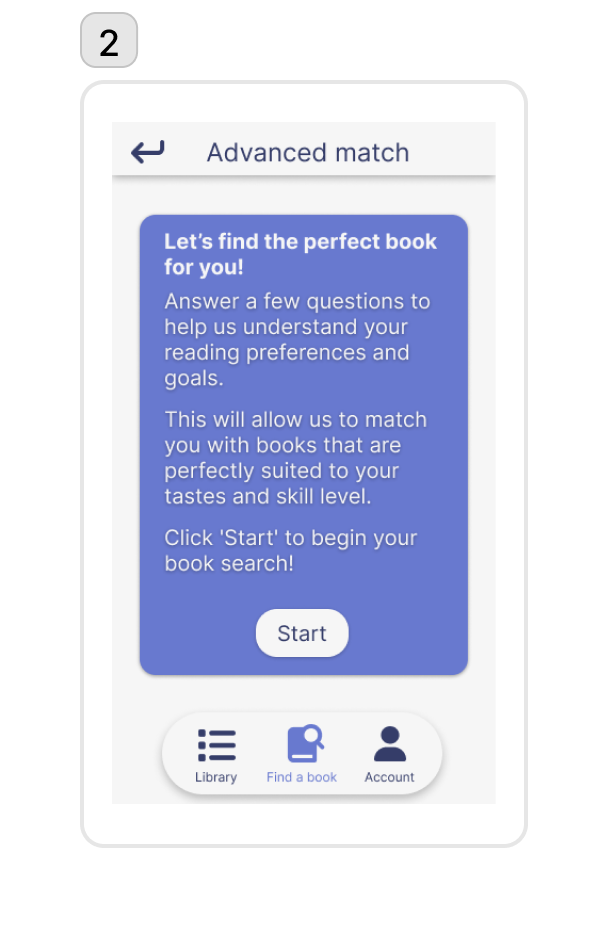 2
Advanced match
Let’s find the perfect book
for you!
Answer a few questions to
help us understand your
reading preferences and
goals.
This will allow us to match
you with books that are
perfectly suited to your
tastes and skill level.
Click 'Start' to begin your
book search!
Start
Library Find a book Account